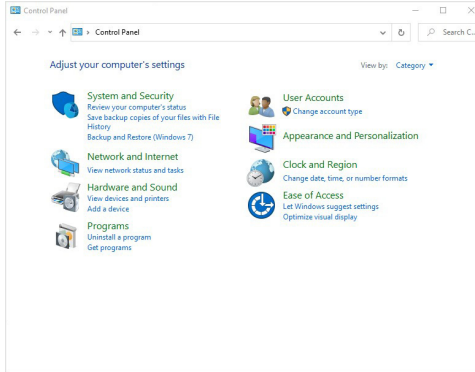 Control Panel
Control Panel
Search C...
Adjust your computer's settings
View by: Category
System and Security
Review your computer's status
Save backup copies of your files with File
History
Backup and Restore (Windows 7)
Network and Internet
View network status and tasks
Hardware and Sound
View devices and printers
Add a device
Programs
Uninstall a program
Get programs
User Accounts
Change account type
Appearance and Personalization
Clock and Region
Change date, time, or number formats
Ease of Access
Let Windows suggest settings
Optimize visual display